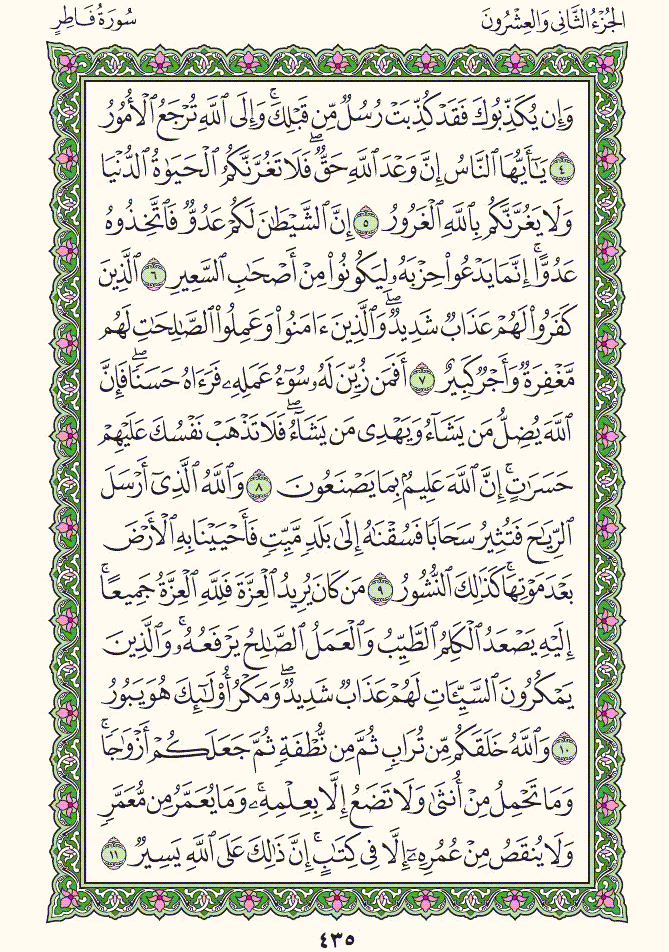 الجُزْءُ الثَّانِي وَالعِشْرُونَ
سُورَةُ فَاطِرٍ
وَإِن يُكَذِّبُوكَ فَقَدْ كُذِّبَتْ رُسُلٌ مِّن قَبْلِكَۚ وَإِلَى ٱللَّهِ تُرْجَعُ ٱلْأُمُورُ
٤ يَٰٓأَيُّهَا ٱلنَّاسُ إِنَّ وَعْدَ ٱللَّهِ حَقٌّۖ فَلَا تَغُرَّنَّكُمُ ٱلْحَيَوٰةُ ٱلدُّنْيَا
وَلَا يَغُرَّنَّكُم بِٱللَّهِ ٱلْغَرُورُ ٥ إِنَّ ٱلشَّيْطَٰنَ لَكُمْ عَدُوٌّ فَٱتَّخِذُوهُ
عَدُوًّاۚ إِنَّمَا يَدْعُوا۟ حِزْبَهُۥ لِيَكُونُوا۟ مِنْ أَصْحَٰبِ ٱلسَّعِيرِ ٦ ٱلَّذِينَ
كَفَرُوا۟ لَهُمْ عَذَابٌ شَدِيدٌۖ وَٱلَّذِينَ ءَامَنُوا۟ وَعَمِلُوا۟ ٱلصَّٰلِحَٰتِ لَهُم
مَّغْفِرَةٌ وَأَجْرٌ كَبِيرٌ ٧ أَفَمَن زُيِّنَ لَهُۥ سُوٓءُ عَمَلِهِۦ فَرَءَاهُ حَسَنًاۖ فَإِنَّ
ٱللَّهَ يُضِلُّ مَن يَشَآءُ وَيَهْدِى مَن يَشَآءُۖ فَلَا تَذْهَبْ نَفْسُكَ عَلَيْهِمْ
حَسَرَٰتٍۚ إِنَّ ٱللَّهَ عَلِيمٌۢ بِمَا يَصْنَعُونَ ٨ وَٱللَّهُ ٱلَّذِىٓ أَرْسَلَ
ٱلرِّيَٰحَ فَتُثِيرُ سَحَابًا فَسُقْنَٰهُ إِلَىٰ بَلَدٍ مَّيِّتٍ فَأَحْيَيْنَا بِهِ ٱلْأَرْضَ
بَعْدَ مَوْتِهَاۚ كَذَٰلِكَ ٱلنُّشُورُ ٩ مَن كَانَ يُرِيدُ ٱلْعِزَّةَ فَلِلَّهِ ٱلْعِزَّةُ جَمِيعًاۚ
إِلَيْهِ يَصْعَدُ ٱلْكَلِمُ ٱلطَّيِّبُ وَٱلْعَمَلُ ٱلصَّٰلِحُ يَرْفَعُهُۥۚ وَٱلَّذِينَ
يَمْكُرُونَ ٱلسَّيِّـَٔاتِ لَهُمْ عَذَابٌ شَدِيدٌۖ وَمَكْرُ أُو۟لَٰٓئِكَ هُوَ يَبُورُ
١٠ وَٱللَّهُ خَلَقَكُم مِّن تُرَابٍ ثُمَّ مِن نُّطْفَةٍ ثُمَّ جَعَلَكُمْ أَزْوَٰجًاۚ
وَمَا تَحْمِلُ مِنْ أُنثَىٰ وَلَا تَضَعُ إِلَّا بِعِلْمِهِۦۚ وَمَا يُعَمَّرُ مِن مُّعَمَّرٍ
وَلَا يُنقَصُ مِنْ عُمُرِهِۦٓ إِلَّا فِى كِتَٰبٍۚ إِنَّ ذَٰلِكَ عَلَى ٱللَّهِ يَسِيرٌ ١١
٤٣٥